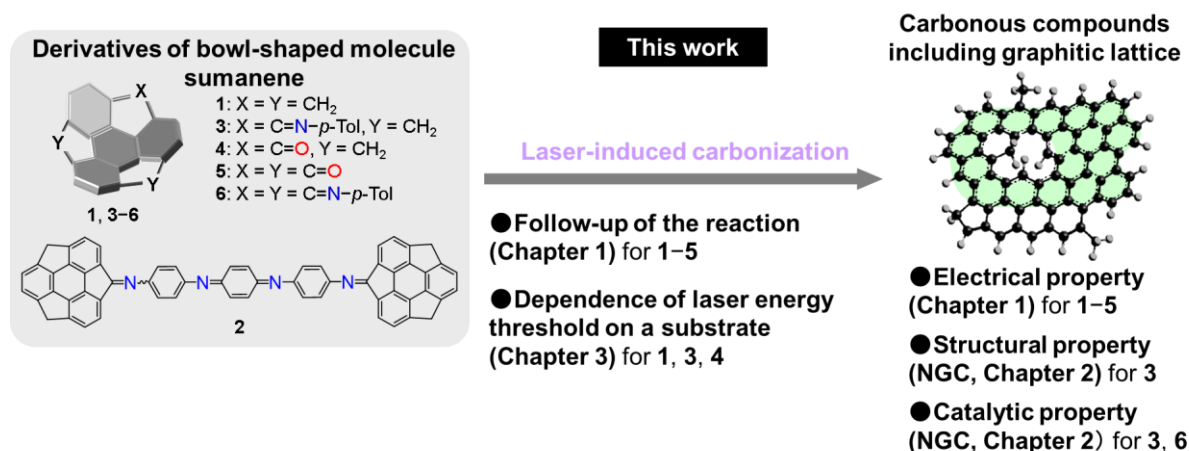 Derivatives of bowl-shaped molecule
sumanene
X
Y
Y
1, 3−6
1: X = Y = CH2
3: X = C=N−p-Tol, Y = CH2
4: X = C=O, Y = CH2
5: X = Y = C=O
6: X = Y = C=N−p-Tol
N
N
N
N
2
This work
Laser-induced carbonization
●Follow-up of the reaction
(Chapter 1) for 1−5
●Dependence of laser energy
threshold on a substrate
(Chapter 3) for 1, 3, 4
Carbonous compounds
including graphitic lattice
●Electrical property
(Chapter 1) for 1−5
●Structural property
(NGC, Chapter 2) for 3
●Catalytic property
(NGC, Chapter 2）for 3, 6